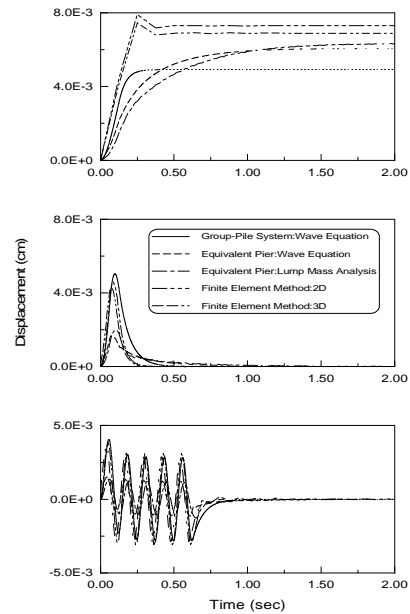 8.0E-3
4.0E-3
0.0E+0
0.00 0.50 1.00 1.50 2.00
Displacement (cm)
8.0E-3
4.0E-3
0.0E+0
Group-Pile System:Wave Equation
Equivalent Pier:Wave Equation
Equivalent Pier:Lump Mass Analysis
Finite Element Method:2D
Finite Element Method:3D
0.00 0.50 1.00 1.50 2.00
5.0E-3
0.0E+0
-5.0E-3
0.00 0.50 1.00 1.50 2.00
Time (sec)